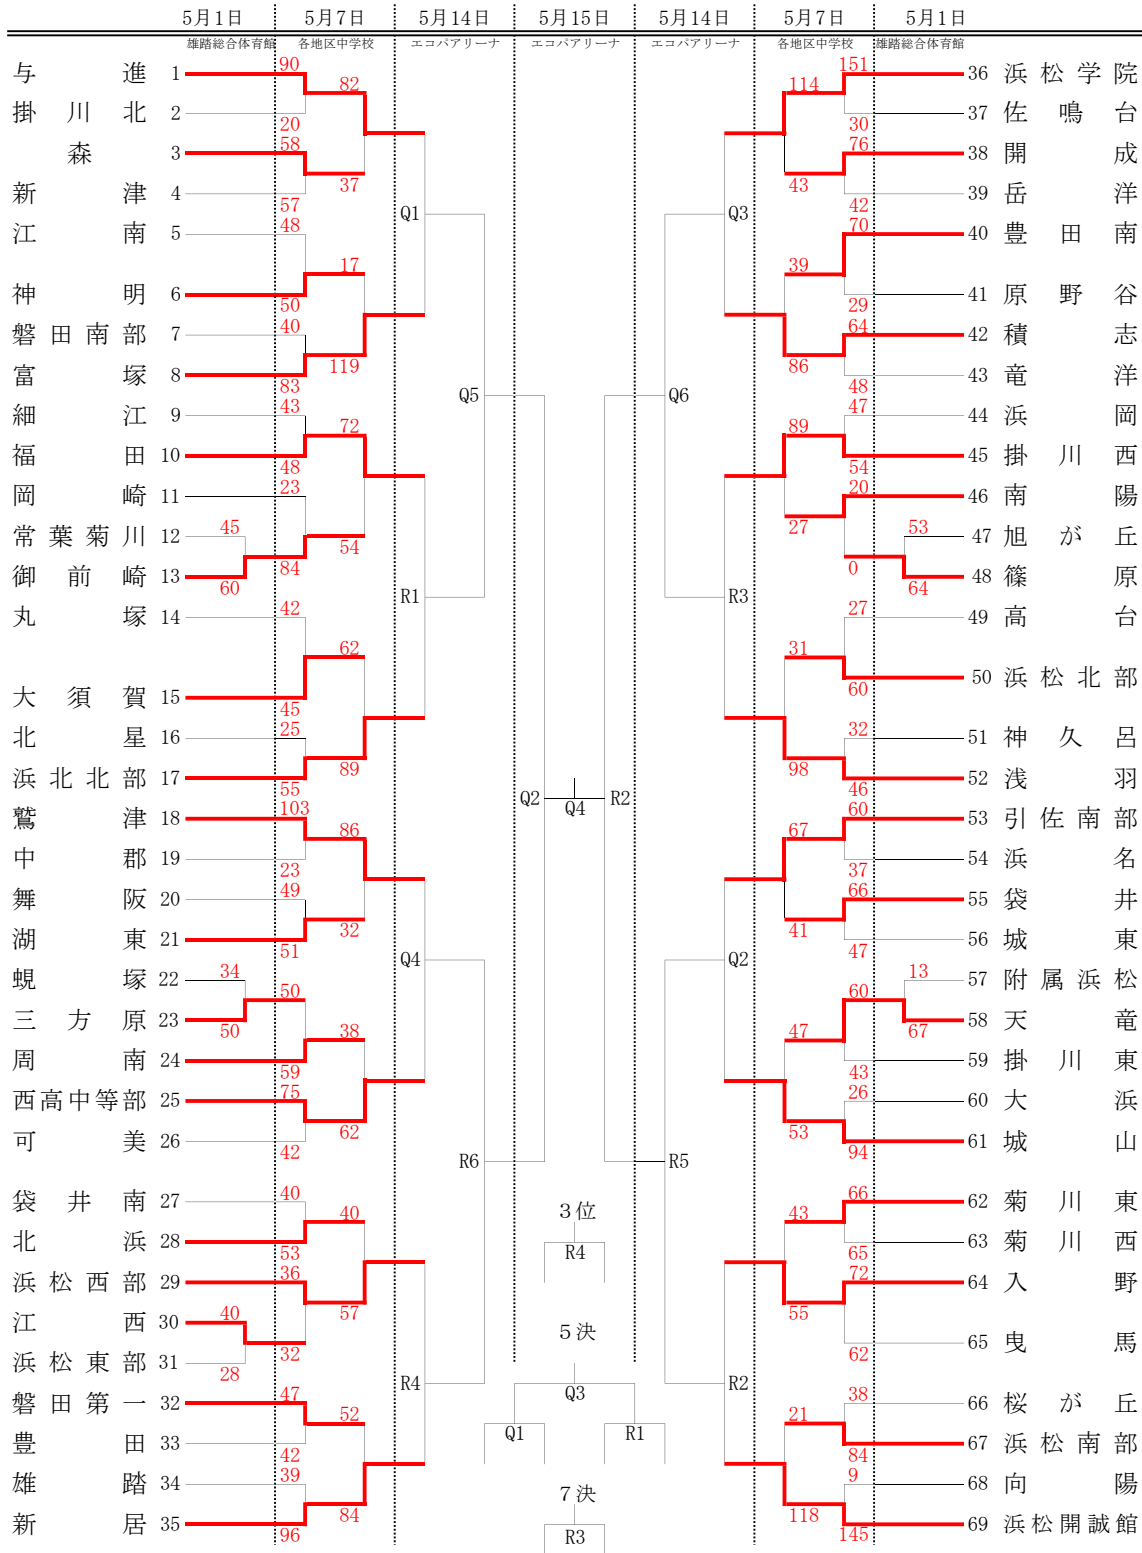 5月1日 5月7日 5月14日 5月15日 5月14日 5月7日 5月1日
雄踏総合体育館 各地区中学校 エコパアリーナ エコパアリーナ エコパアリーナ 各地区中学校 雄踏総合体育館
与進 1 90 82 114 151 36 浜松学院
掛川北 2 20 30 37 佐鳴台
森 3 58 37 43 76 38 開成
新津 4 57 42 39 岳洋
Q1 Q3
江南 5 48 70 40 豊田南
17 39
神明 6 50 29 41 原野谷
磐田南部 7 40 64 42 積志
119 86
富塚 8 83 48 43 竜洋
Q5 Q6
細江 9 43 47 44 浜岡
72 89
福田 10 48 54 45 掛川西
岡崎 11 23 20 46 南陽
27
常葉菊川 12 45 54 53 47 旭が丘
84 0
御前崎 13 60 64 48 篠原
R1 R3
丸塚 14 42 27 49 高台
62 31
大須賀 15 45 60 50 浜松北部
北星 16 25 32 51 神久呂
89 98
浜北北部 17 55 46 52 浅羽
Q2 Q4 R2
鷲津 18 103 86 67 60 53 引佐南部
中郡 19 23 37 54 浜名
舞阪 20 49 66 55 袋井
32 41
湖東 21 51 47 56 城東
Q4 Q2
蜆塚 22 34 13 57 附属浜松
50 60
三方原 23 50 67 58 天竜
38 47
周南 24 59 43 59 掛川東
西高中等部 25 75 26 60 大浜
62 53
可美 26 42 94 61 城山
R6 R5
袋井南 27 40 66 62 菊川東
40 3位 43
北浜 28 53 R4 65 63 菊川西
浜松西部 29 36 72 64 入野
57 55
江西 30 40
5決
32 62 65 曳馬
浜松東部 31 28
R4 Q3 R2
磐田第一 32 47 38 66 桜が丘
52 21
豊田 33 42 Q1 R1 84 67 浜松南部
雄踏 34 39 9 68 向陽
7決
84 118
新居 35 96 R3 145 69 浜松開誠館